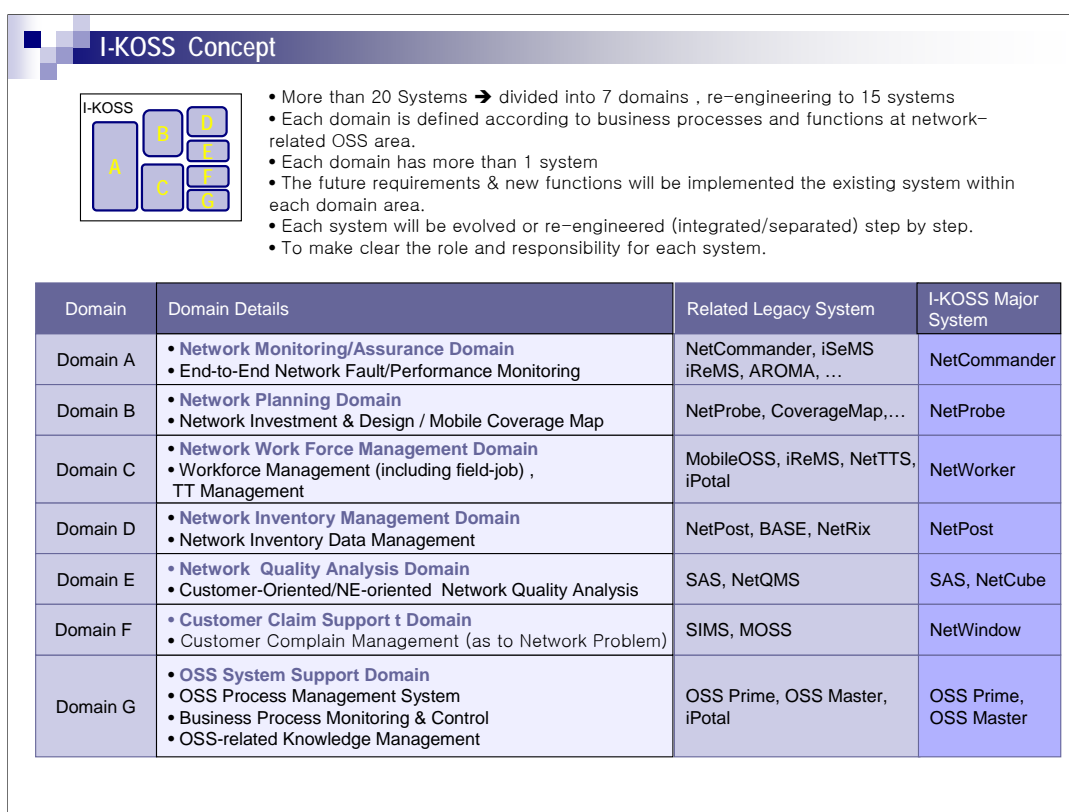 I-KOSS Concept
I-KOSS
A
B
C
D
E
F
G
• More than 20 Systems ➔ divided into 7 domains , re-engineering to 15 systems
• Each domain is defined according to business processes and functions at network-
related OSS area.
• Each domain has more than 1 system
• The future requirements & new functions will be implemented the existing system within
each domain area.
• Each system will be evolved or re-engineered (integrated/separated) step by step.
• To make clear the role and responsibility for each system.
Domain
Domain Details
Related Legacy System
I-KOSS Major
System
Domain A
• Network Monitoring/Assurance Domain
• End-to-End Network Fault/Performance Monitoring
NetCommander, iSeMS
iReMS, AROMA, …
NetCommander
Domain B
• Network Planning Domain
• Network Investment & Design / Mobile Coverage Map
NetProbe, CoverageMap,…
NetProbe
Domain C
• Network Work Force Management Domain
• Workforce Management (including field-job) ,
TT Management
MobileOSS, iReMS, NetTTS,
iPotal
NetWorker
Domain D
• Network Inventory Management Domain
• Network Inventory Data Management
NetPost, BASE, NetRix
NetPost
Domain E
• Network Quality Analysis Domain
• Customer-Oriented/NE-oriented Network Quality Analysis
SAS, NetQMS
SAS, NetCube
Domain F
• Customer Claim Support t Domain
• Customer Complain Management (as to Network Problem)
SIMS, MOSS
NetWindow
Domain G
• OSS System Support Domain
• OSS Process Management System
• Business Process Monitoring & Control
• OSS-related Knowledge Management
OSS Prime, OSS Master,
iPotal
OSS Prime,
OSS Master